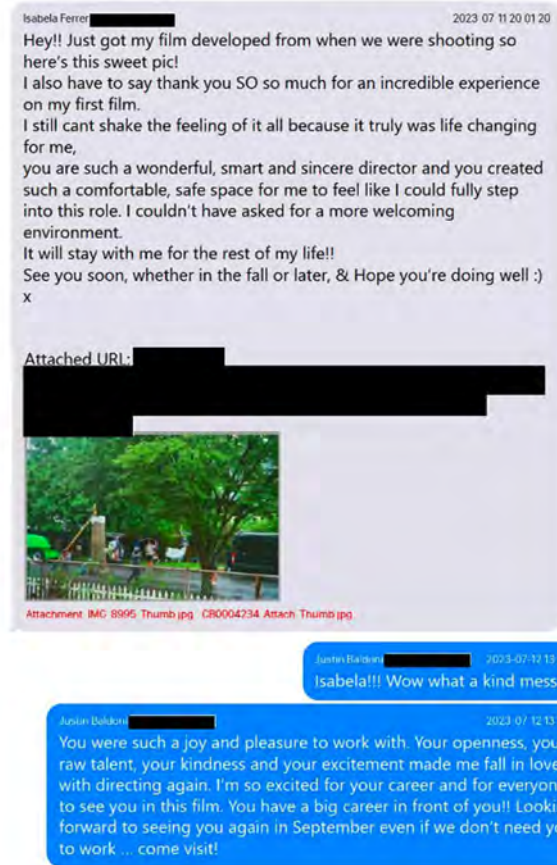 Isabela Ferrer 2023 07 11 20 01 20
Hey!! Just got my film developed from when we were shooting so
here's this sweet pic!
I also have to say thank you SO so much for an incredible experience
on my first film.
I still cant shake the feeling of it all because it truly was life changing
for me,
you are such a wonderful, smart and sincere director and you created
such a comfortable, safe space for me to feel like I could fully step
into this role. I couldn't have asked for a more welcoming
environment.
It will stay with me for the rest of my life!!
See you soon, whether in the fall or later, & Hope you're doing well :)
x
Attached URL:
Attachment IMG 8995 Thumb jpg CB0004234 Attach Thumb jpg
Justin Baldoni 2023-07-12 13
Isabela!!! Wow what a kind mess
Justin Baldoni 2023-07 12 13
You were such a joy and pleasure to work with. Your openness, you
raw talent, your kindness and your excitement made me fall in love
with directing again. I'm so excited for your career and for everyon
to see you in this film. You have a big career in front of you!! Looki
forward to seeing you again in September even if we don't need yo
to work ... come visit!